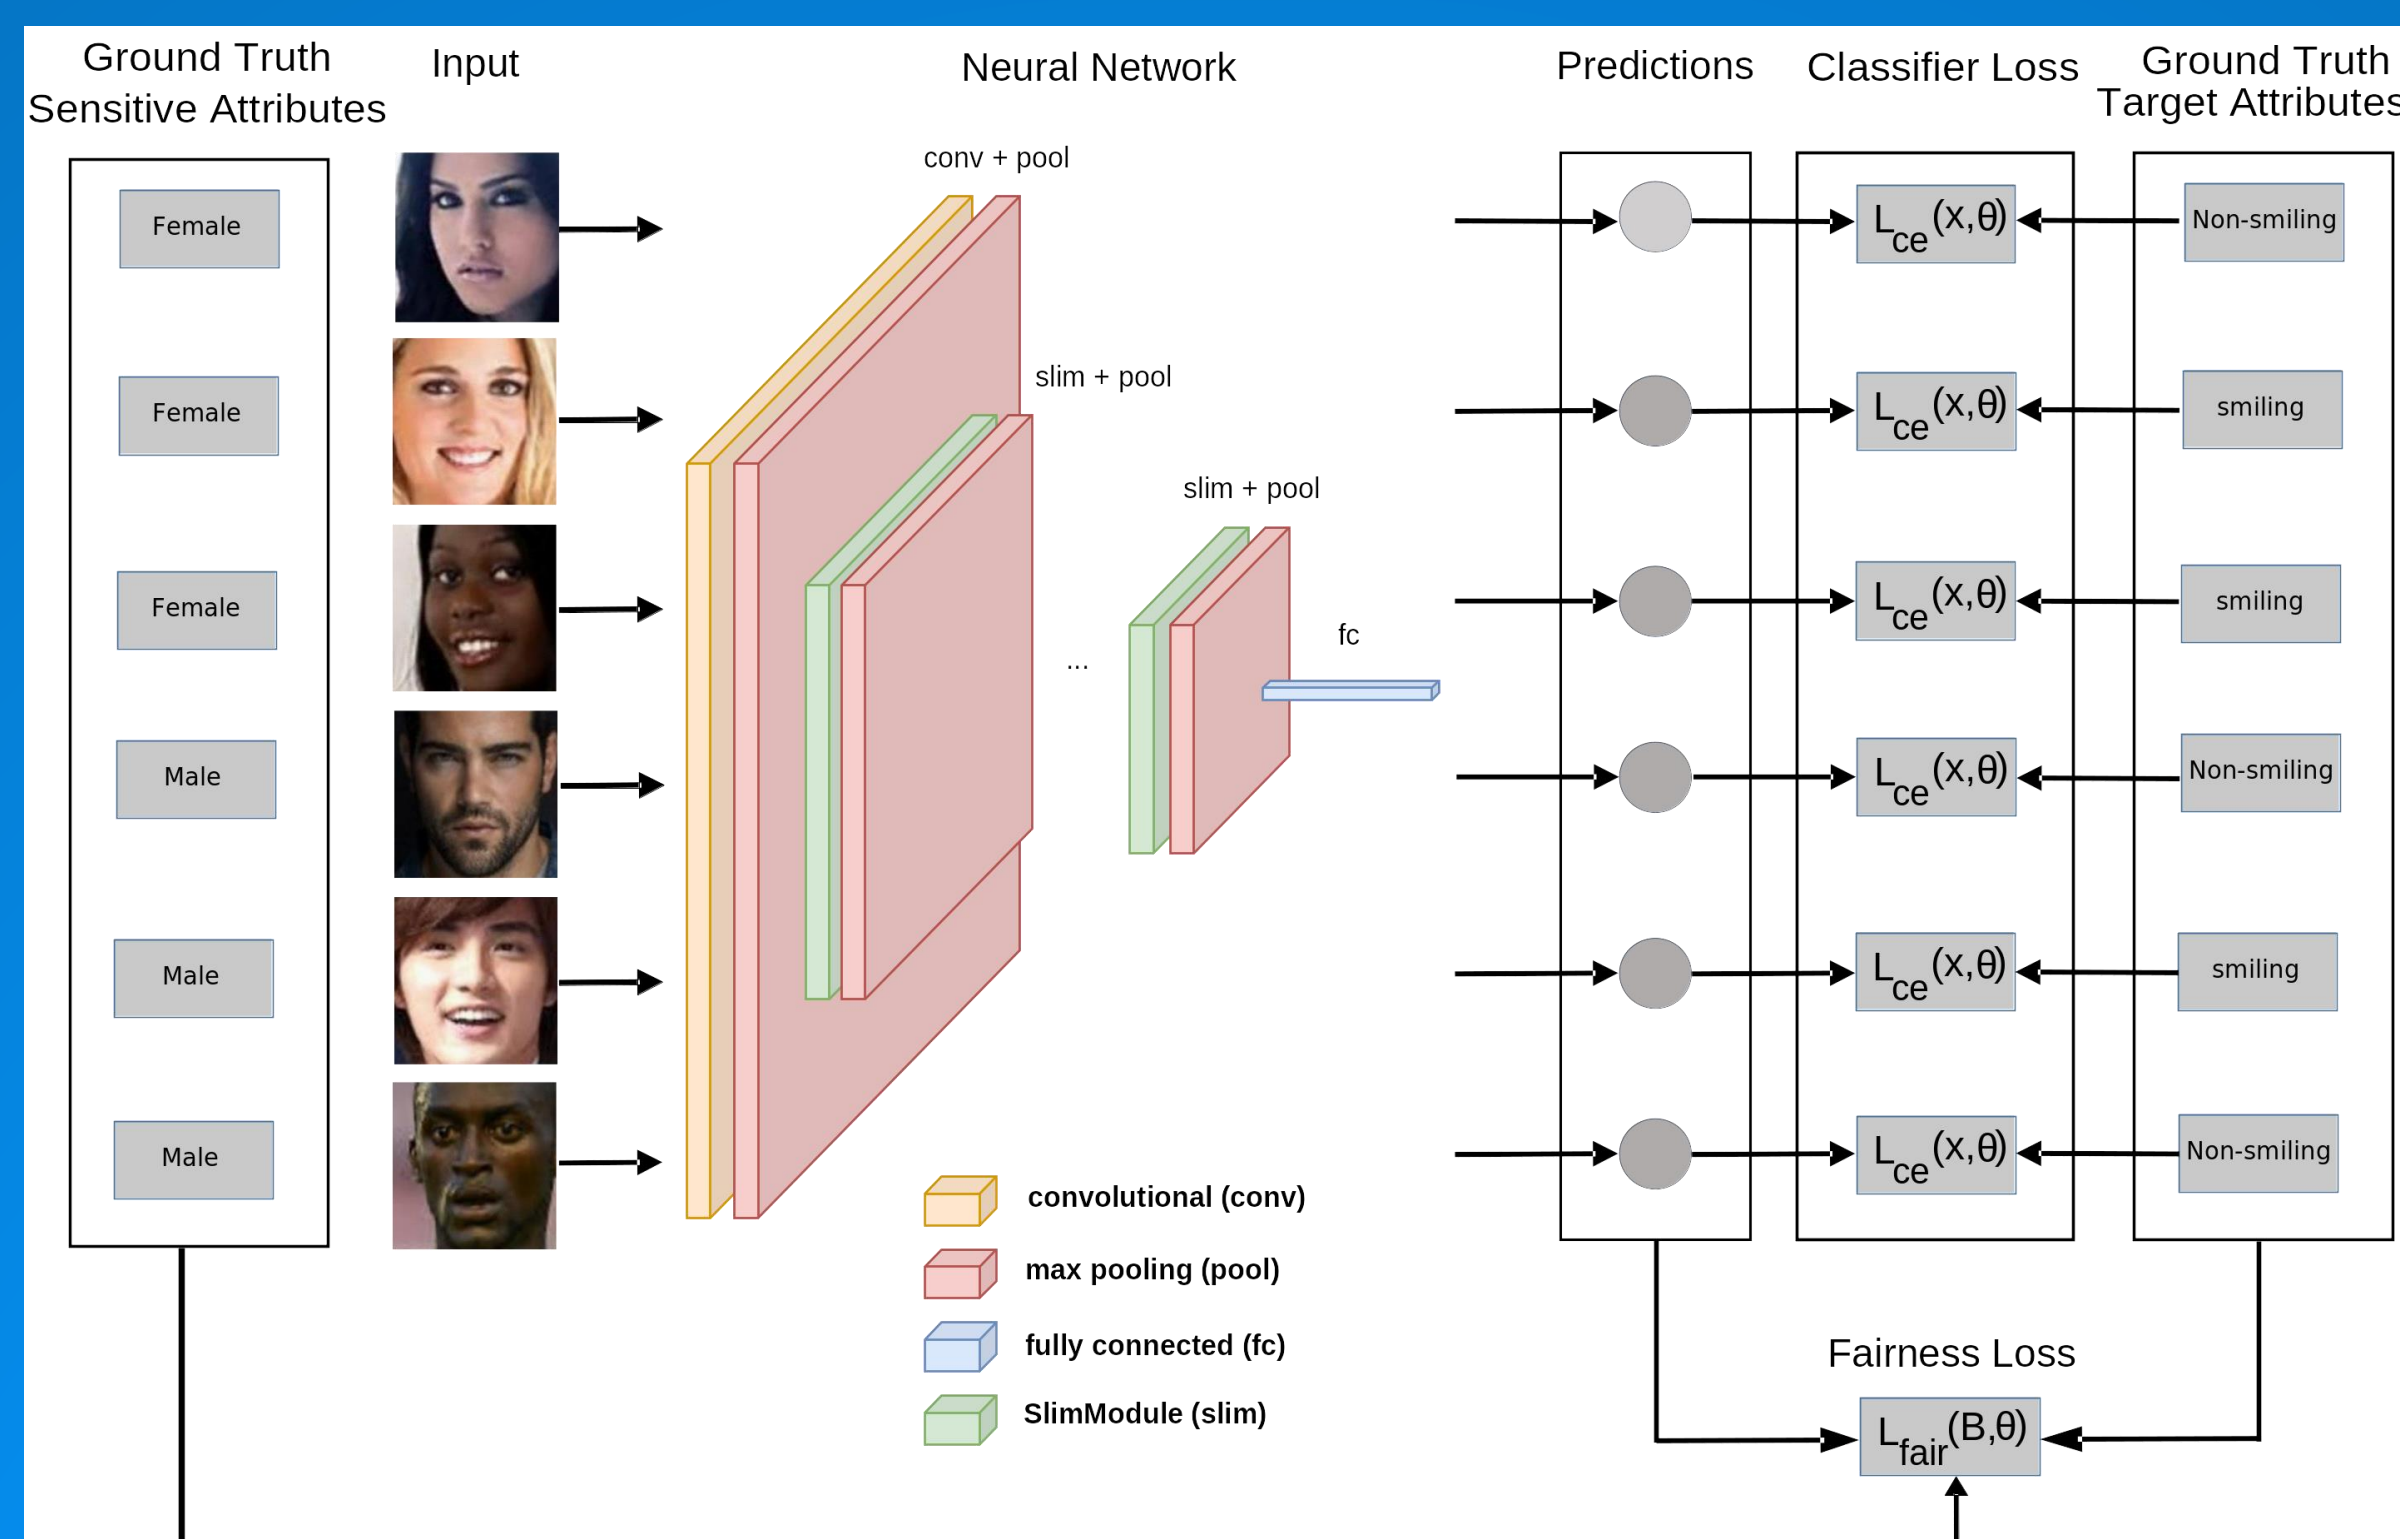 Ground Truth
Sensitive Attributes
Input
Neural Network
Predictions
Classifier Loss
Ground Truth
Target Attributes
Female
Female
Female
Male
Male
Male
conv + pool
slim + pool
...
slim + pool
fc
convolutional (conv)
max pooling (pool)
fully connected (fc)
SlimModule (slim)
Lce(x,θ)
Lce(x,θ)
Lce(x,θ)
Lce(x,θ)
Lce(x,θ)
Lce(x,θ)
Non-smiling
smiling
smiling
Non-smiling
smiling
Non-smiling
Fairness Loss
Lfair(B,θ)